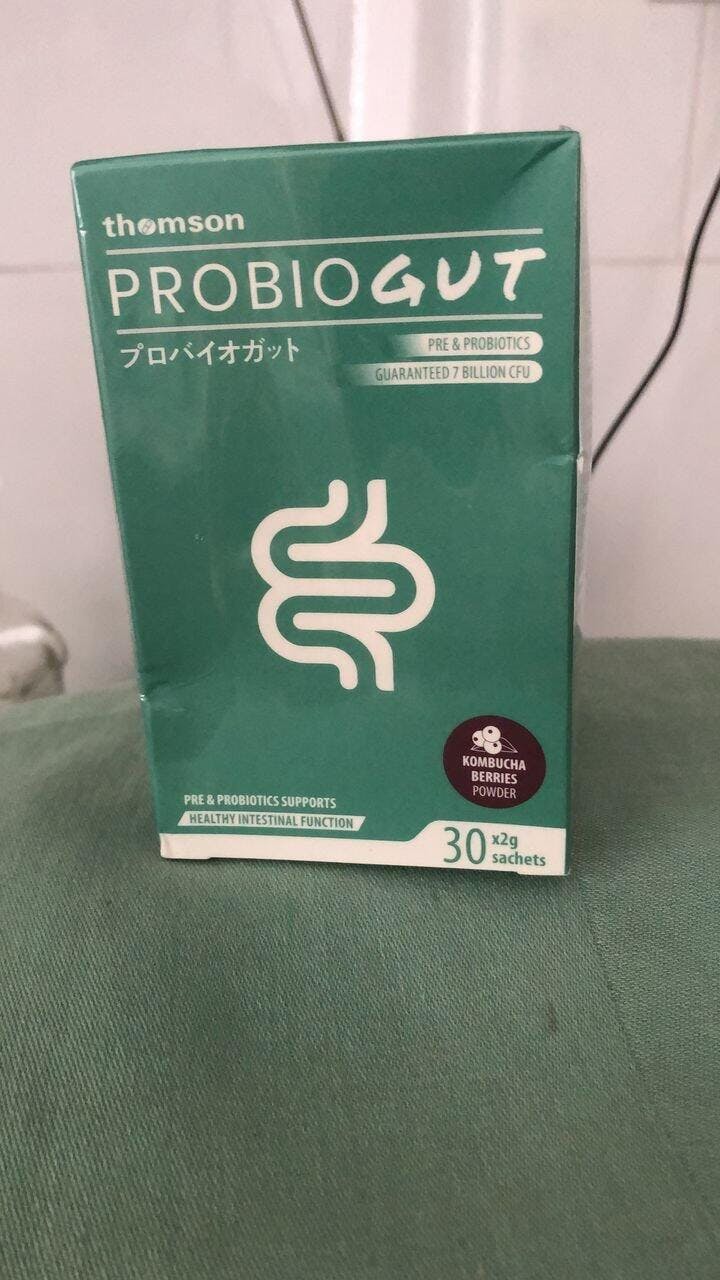 thomson
PROBIOGUT
プロバイオガット
PRE & PROBIOTICS
GUARANTEED 7 BILLION CFU
KOMBUCHA
BERRIES
POWDER
PRE & PROBIOTICS SUPPORTS
HEALTHY INTESTINAL FUNCTION
30 x2g
sachets